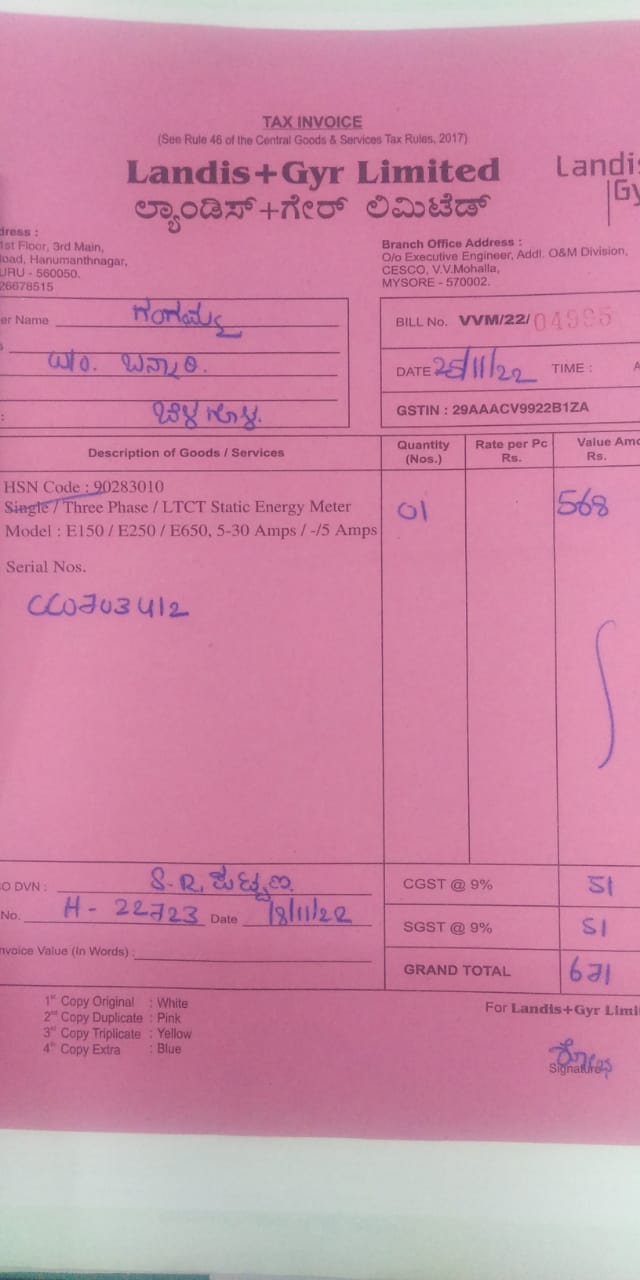 TAX INVOICE
(See Rule 46 of the Central Goods & Services Tax Rules, 2017)
Landis+Gyr Limited
ಲ್ಯಾಂಡಿಸ್+ಗೇರ್ ಲಿಮಿಟೆಡ್
Landis
Gy
dress :
1st Floor, 3rd Main,
oad, Hanumanthnagar,
URU - 560050.
26678515
Branch Office Address :
O/o Executive Engineer, Addl. O&M Division,
CESCO, V.V.Mohalla,
MYSORE - 570002.
er Name
BILL No. VVM/22/04995
DATE 25/11/22 TIME : A
GSTIN : 29AAACV9922B1ZA
Description of Goods / Services
Quantity (Nos.)
Rate per Pc Rs.
Value Amo Rs.
HSN Code : 90283010
Single / Three Phase / LTCT Static Energy Meter 01 568
Model : E150 / E250 / E650, 5-30 Amps / -/5 Amps
Serial Nos.
CC0703412
O DVN : S.R.
CGST @ 9% 51
No. H - 22723 Date 18/11/22
SGST @ 9% 51
nvoice Value (In Words) :
GRAND TOTAL 671
1st Copy Original : White
2nd Copy Duplicate : Pink
3rd Copy Triplicate : Yellow
4th Copy Extra : Blue
For Landis+Gyr Limi
Signature